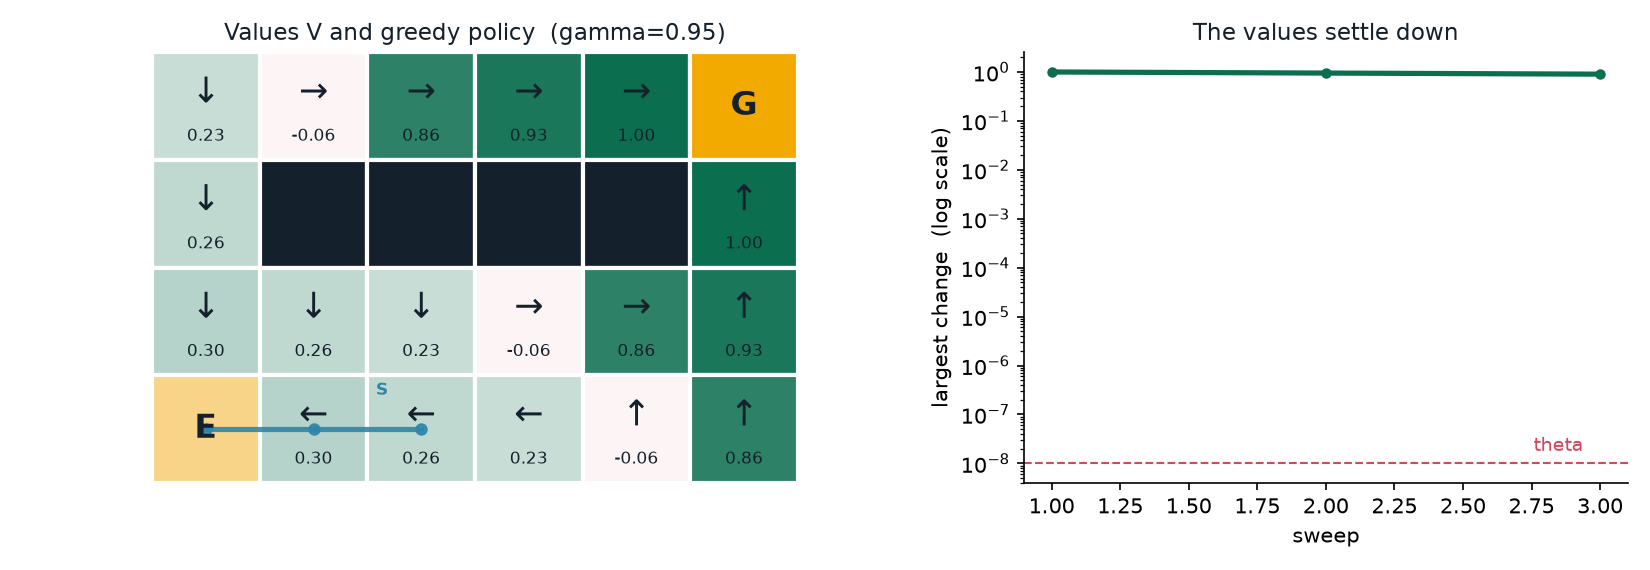 Values V and greedy policy  (gamma=0.95)
↓ → → → → G
0.23 -0.06 0.86 0.93 1.00
↓ ↑
0.26 1.00
↓ ↓ ↓ → → ↑
0.30 0.26 0.23 -0.06 0.86 0.93
S
E ← ← ← ↑ ↑
0.30 0.26 0.23 -0.06 0.86
The values settle down
largest change  (log scale)
10⁰
10⁻¹
10⁻²
10⁻³
10⁻⁴
10⁻⁵
10⁻⁶
10⁻⁷
10⁻⁸
theta
1.00 1.25 1.50 1.75 2.00 2.25 2.50 2.75 3.00
sweep